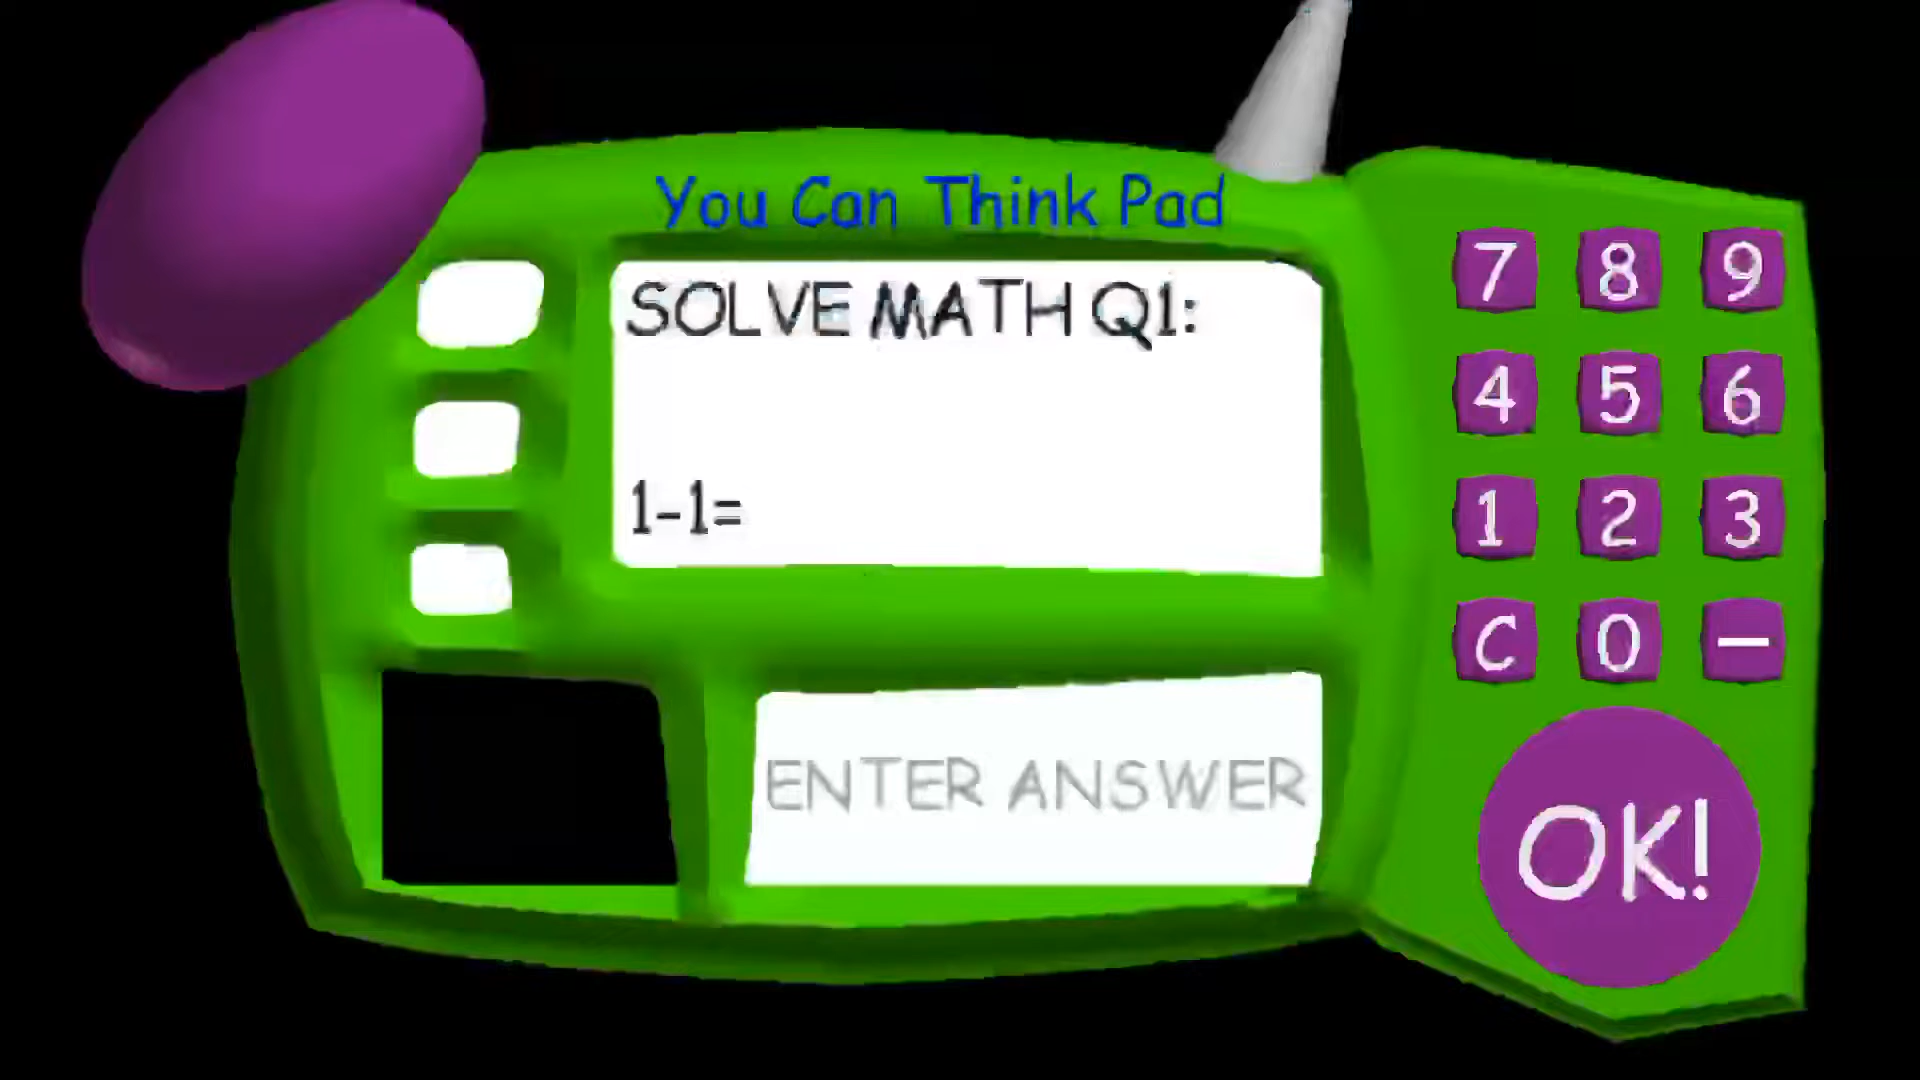 You Can Think Pad
SOLVE MATH Q1:
1-1=
ENTER ANSWER
7 8 9
4 5 6
1 2 3
C 0 –
OK!